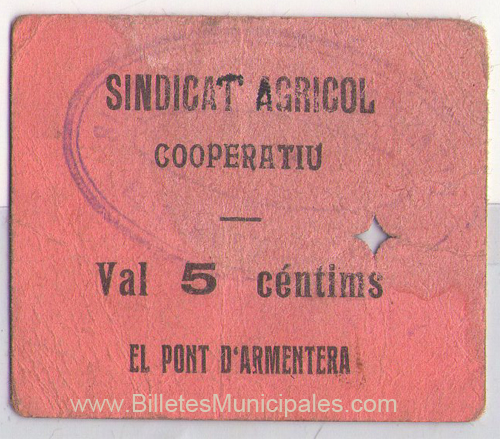 SINDICAT AGRICOL
COOPERATIU
—
Val 5 céntims
EL PONT D'ARMENTERA
www.BilletesMunicipales.com